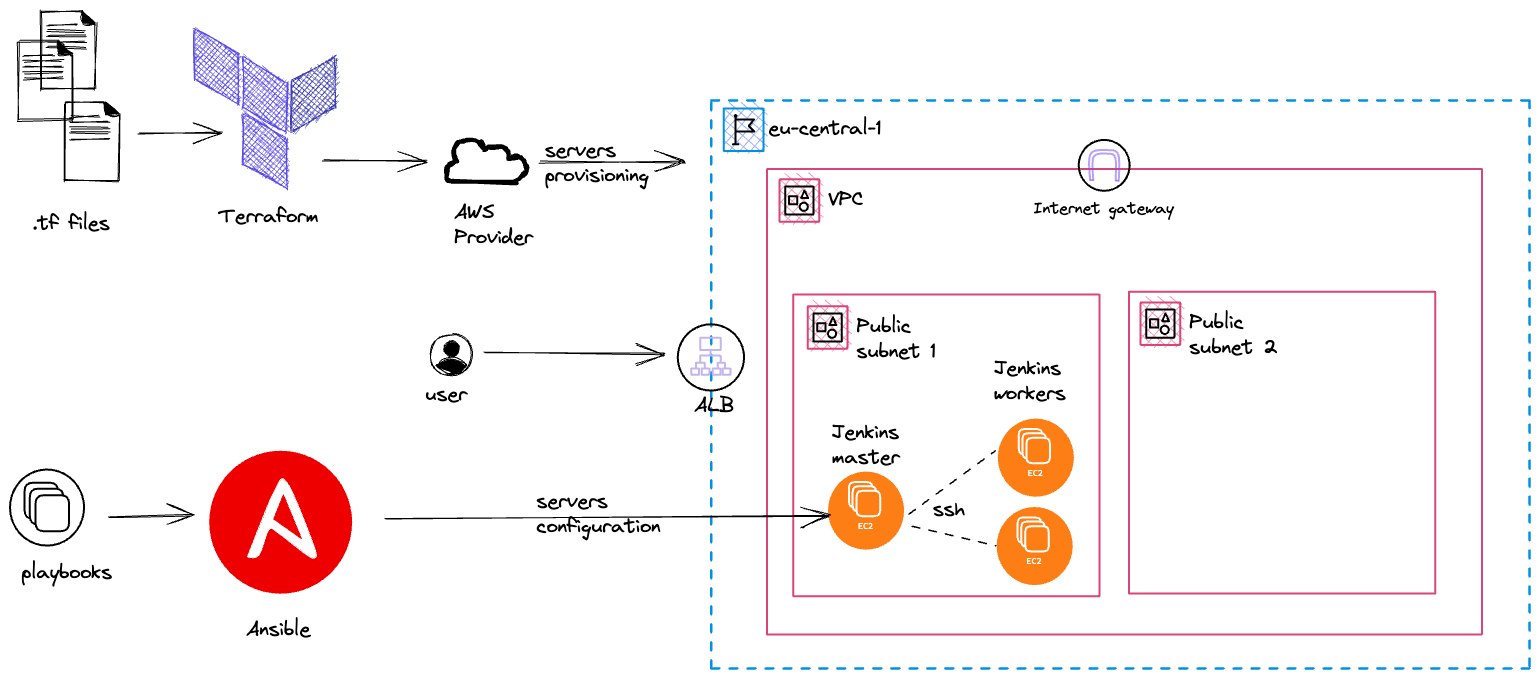 .tf files
Terraform
AWS
Provider
servers
provisioning
eu-central-1
VPC
Internet gateway
user
ALB
Public
subnet 1
Public
subnet 2
Jenkins
workers
EC2
EC2
Jenkins
master
EC2
ssh
playbooks
Ansible
servers
configuration